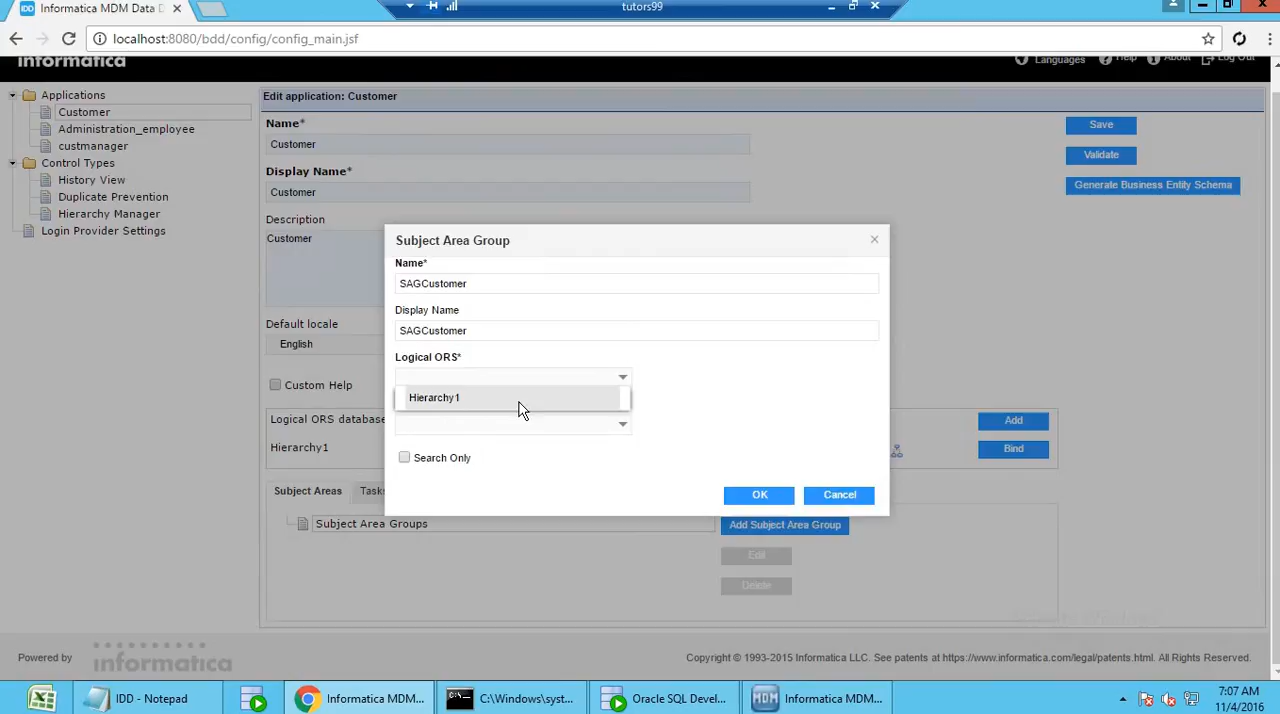 Informatica MDM Data D
tutors99
localhost:8080/bdd/config/config_main.jsf
informatica
Languages
Help
About
Log Out
Applications
Customer
Administration_employee
custmanager
Control Types
History View
Duplicate Prevention
Hierarchy Manager
Login Provider Settings
Edit application: Customer
Name*
Customer
Display Name*
Customer
Description
Customer
Default locale
English
Custom Help
Logical ORS database
Hierarchy1
Save
Validate
Generate Business Entity Schema
Add
Bind
Subject Area Group
Name*
SAGCustomer
Display Name
SAGCustomer
Logical ORS*
Hierarchy1
Search Only
OK
Cancel
Subject Areas
Tasks
Subject Area Groups
Add Subject Area Group
Edit
Delete
Powered by
informatica
Copyright © 1993-2015 Informatica LLC. See patents at https://www.informatica.com/legal/patents.html. All Rights Reserved.
IDD - Notepad
Informatica MDM...
C:\Windows\syst...
Oracle SQL Devel...
MDM
Informatica MDM...
7:07 AM
11/4/2016